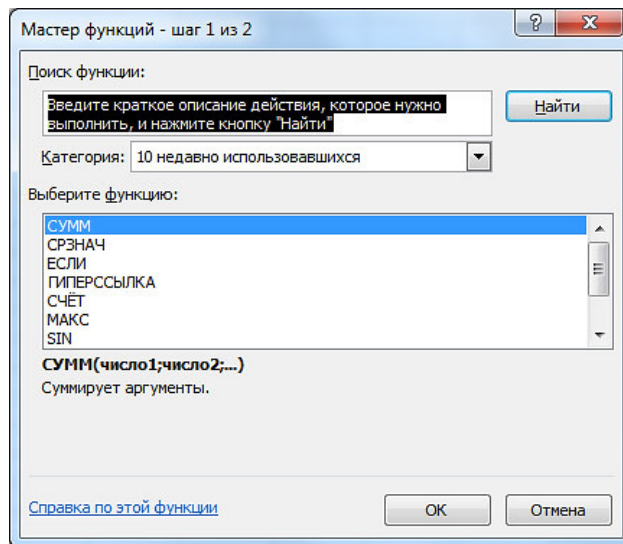 Мастер функций - шаг 1 из 2
Поиск функции:
Введите краткое описание действия, которое нужно
выполнить, и нажмите кнопку "Найти"
Найти
Категория: 10 недавно использовавшихся
Выберите функцию:
СУММ
СРЗНАЧ
ЕСЛИ
ГИПЕРССЫЛКА
СЧЁТ
МАКС
SIN
СУММ(число1;число2;...)
Суммирует аргументы.
Справка по этой функции
ОК
Отмена